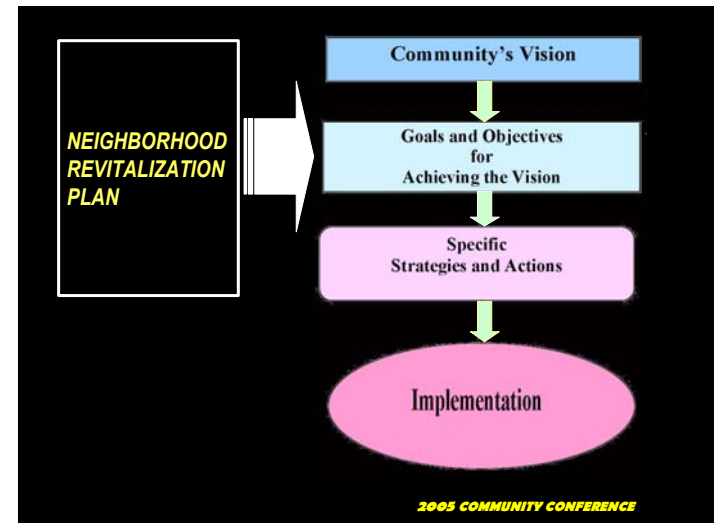 NEIGHBORHOOD
REVITALIZATION
PLAN
Community's Vision
Goals and Objectives
for
Achieving the Vision
Specific
Strategies and Actions
Implementation
2005 COMMUNITY CONFERENCE